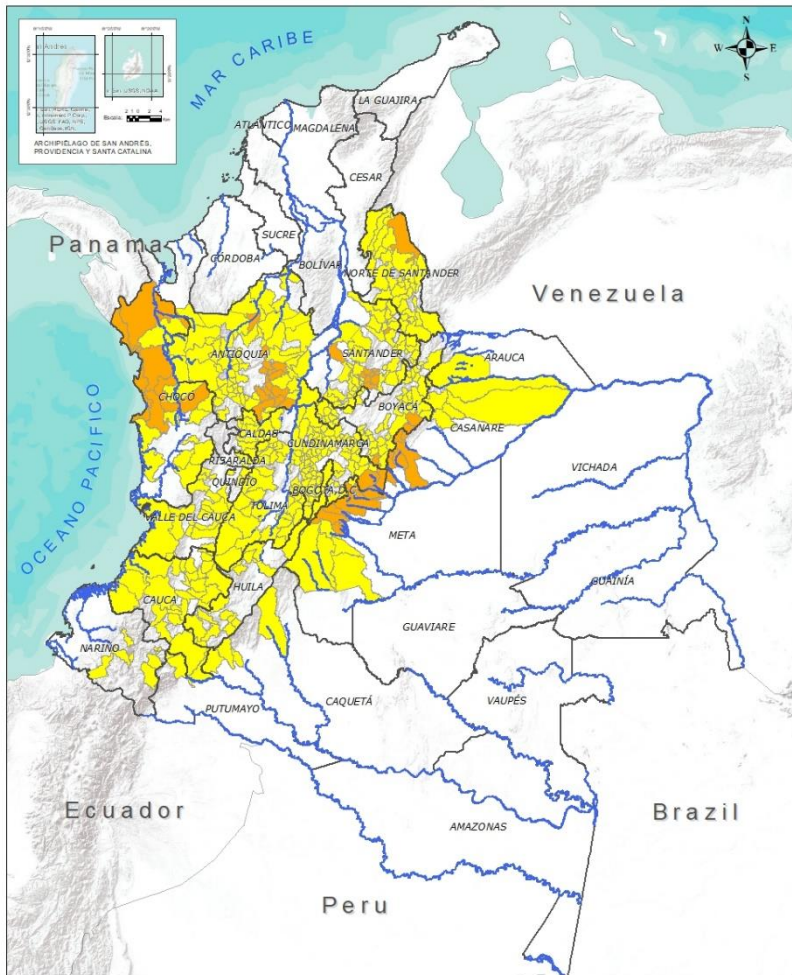 ARCHIPIÉLAGO DE SAN ANDRÉS,
PROVIDENCIA Y SANTA CATALINA
MAR CARIBE
N
W E
S
LA GUAJIRA
ATLÁNTICO
MAGDALENA
CESAR
SUCRE
Panama
CÓRDOBA
BOLÍVAR
NORTE DE SANTANDER
Venezuela
ANTIOQUIA
SANTANDER
ARAUCA
CHOCÓ
BOYACÁ
CALDAS
CUNDINAMARCA
CASANARE
RISARALDA
VICHADA
QUINDÍO
BOGOTÁ, D.C.
OCEANO PACIFICO
TOLIMA
VALLE DEL CAUCA
META
HUILA
GUAINÍA
CAUCA
GUAVIARE
NARIÑO
CAQUETÁ
VAUPÉS
PUTUMAYO
Ecuador
Brazil
AMAZONAS
Peru